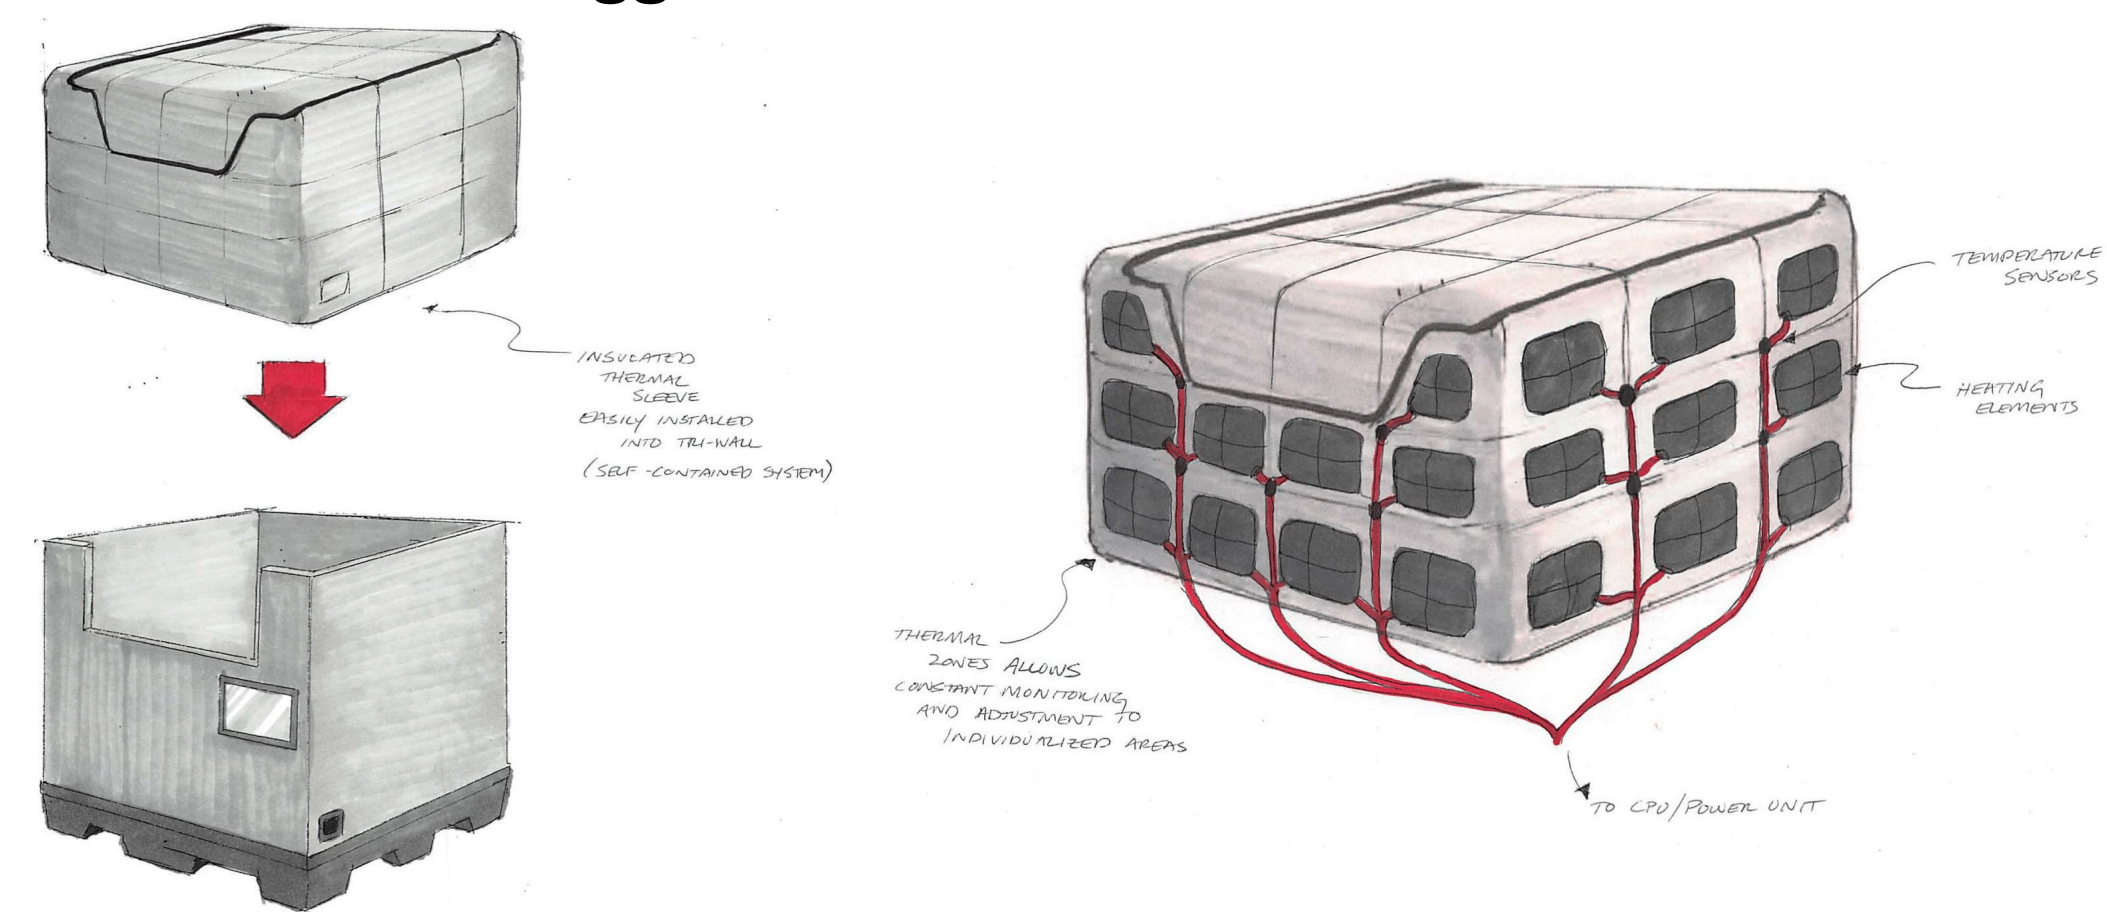 INSULATED
THERMAL
SLEEVE
EASILY INSTALLED
INTO TRI-WALL
(SELF-CONTAINED SYSTEM)
TEMPERATURE
SENSORS
HEATING
ELEMENTS
THERMAL
ZONES ALLOWS
CONSTANT MONITORING
AND ADJUSTMENT TO
INDIVIDUALIZED AREAS
TO CPU/POWER UNIT